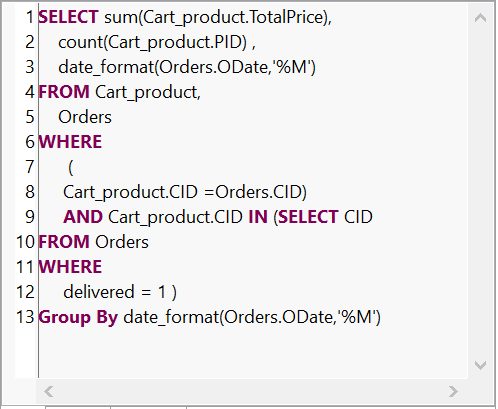 1 SELECT sum(Cart_product.TotalPrice),
2 count(Cart_product.PID) ,
3 date_format(Orders.ODate,'%M')
4 FROM Cart_product,
5 Orders
6 WHERE
7 (
8 Cart_product.CID =Orders.CID)
9 AND Cart_product.CID IN (SELECT CID
10 FROM Orders
11 WHERE
12 delivered = 1 )
13 Group By date_format(Orders.ODate,'%M')